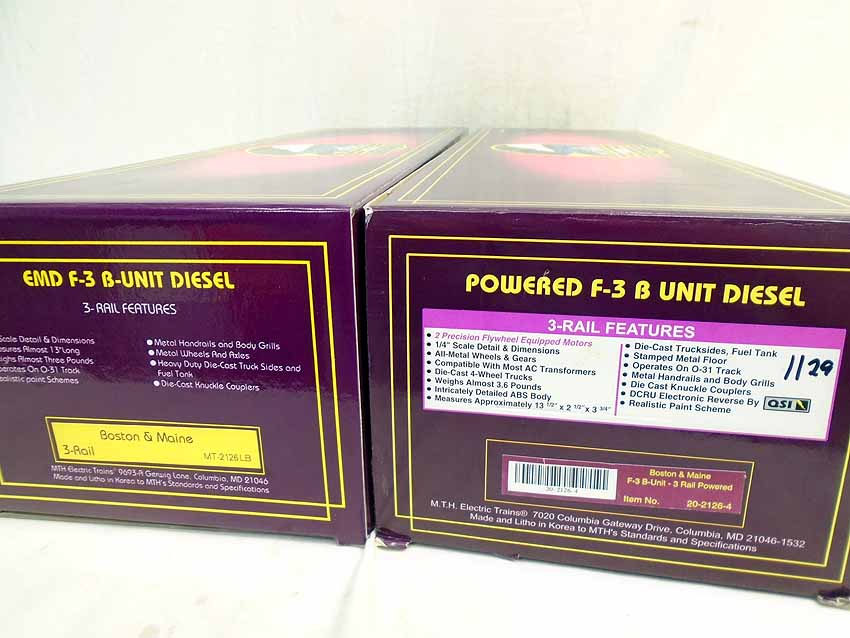 EMD F-3 B-UNIT DIESEL
3-RAIL FEATURES
Scale Detail & Dimensions
Almost 13" Long
Almost Three Pounds
On O-31 Track
Paint Schemes
● Metal Handrails and Body Grills
● Metal Wheels And Axles
● Heavy Duty Die-Cast Truck Sides and
Fuel Tank
● Die-Cast Knuckle Couplers
Boston & Maine
3-Rail MT-2126LB
MTH Electric Trains® 9693-A Gerwig Lane, Columbia, MD 21046
Made and Litho in Korea to MTH's Standards and Specifications
POWERED F-3 B UNIT DIESEL
3-RAIL FEATURES
• 2 Precision Flywheel Equipped Motors
• 1/4" Scale Detail & Dimensions
• All-Metal Wheels & Gears
• Compatible With Most AC Transformers
• Die-Cast 4-Wheel Trucks
• Weighs Almost 3.6 Pounds
• Intricately Detailed ABS Body
• Measures Approximately 13 1/2" x 2 1/2" x 3 3/4"
• Die-Cast Trucksides, Fuel Tank
• Stamped Metal Floor
• Operates On O-31 Track
• Metal Handrails and Body Grills
• Die Cast Knuckle Couplers
• DCRU Electronic Reverse By QSI
• Realistic Paint Scheme
1129
20-2126-4
Boston & Maine
F-3 B-Unit - 3 Rail Powered
Item No. 20-2126-4
M.T.H. Electric Trains® 7020 Columbia Gateway Drive, Columbia, MD 21046-1532
Made and Litho in Korea to MTH's Standards and Specifications